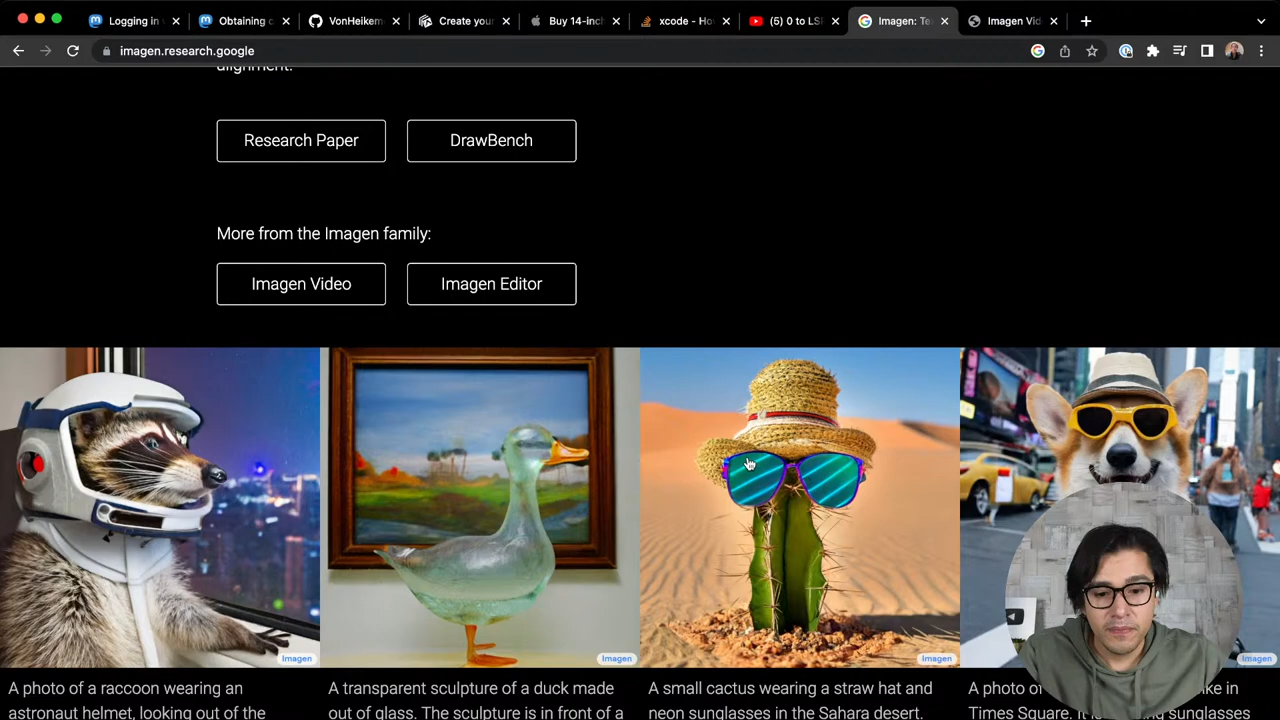 Logging in
Obtaining c
VonHeikem
Create your
Buy 14-inch
xcode - Ho
(5) 0 to LS
Imagen: Te
Imagen Vid
imagen.research.google
alignment.
Research Paper
DrawBench
More from the Imagen family:
Imagen Video
Imagen Editor
Imagen
Imagen
Imagen
Imagen
A photo of a raccoon wearing an
astronaut helmet, looking out of the
A transparent sculpture of a duck made
out of glass. The sculpture is in front of a
A small cactus wearing a straw hat and
neon sunglasses in the Sahara desert.
A photo of
ike in
Times Square. It
sunglasses